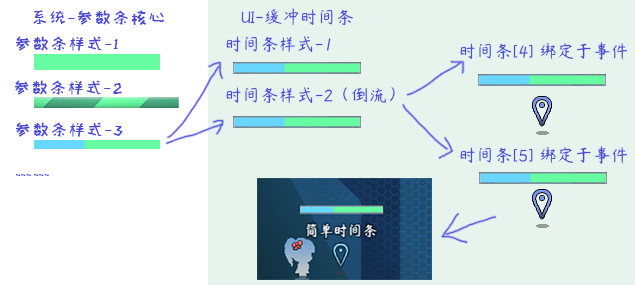 系统-参数条核心
参数条样式-1
参数条样式-2
参数条样式-3
~~~~~~
UI-缓冲时间条
时间条样式-1
时间条样式-2（倒流）
时间条[4] 绑定于事件
时间条[5] 绑定于事件
简单时间条